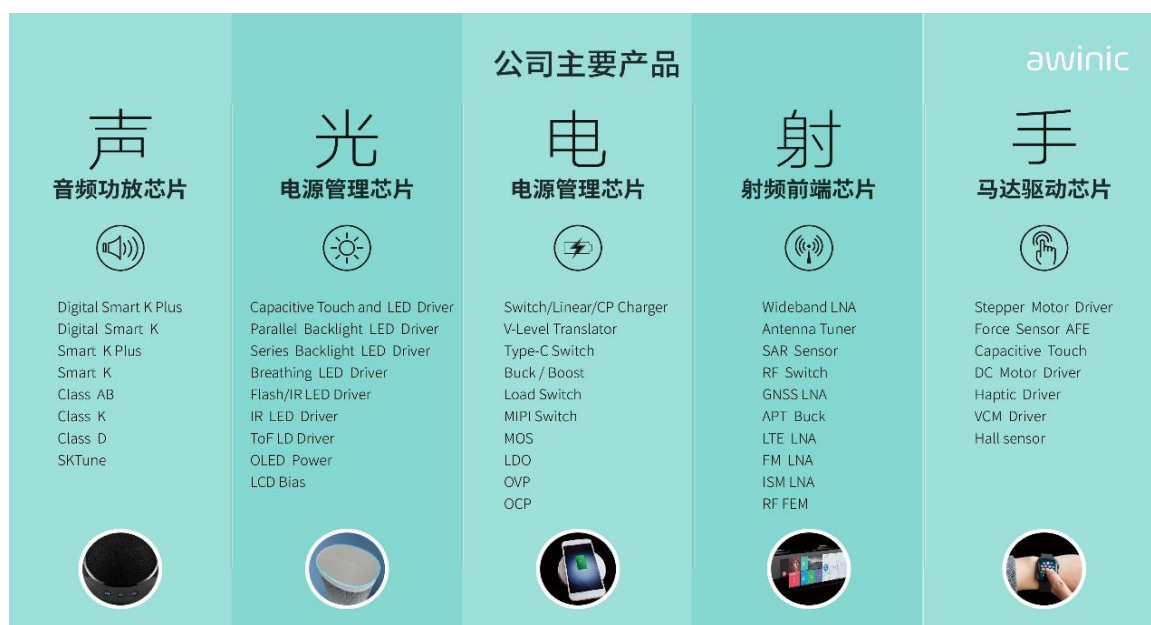 公司主要产品
awinic
声
音频功放芯片
Digital Smart K Plus
Digital Smart K
Smart K Plus
Smart K
Class AB
Class K
Class D
SKTune
光
电源管理芯片
Capacitive Touch and LED Driver
Parallel Backlight LED Driver
Series Backlight LED Driver
Breathing LED Driver
Flash/IR LED Driver
IR LED Driver
ToF LD Driver
OLED Power
LCD Bias
电
电源管理芯片
Switch/Linear/CP Charger
V-Level Translator
Type-C Switch
Buck / Boost
Load Switch
MIPI Switch
MOS
LDO
OVP
OCP
射
射频前端芯片
Wideband LNA
Antenna Tuner
SAR Sensor
RF Switch
GNSS LNA
APT Buck
LTE LNA
FM LNA
ISM LNA
RF FEM
手
马达驱动芯片
Stepper Motor Driver
Force Sensor AFE
Capacitive Touch
DC Motor Driver
Haptic Driver
VCM Driver
Hall sensor